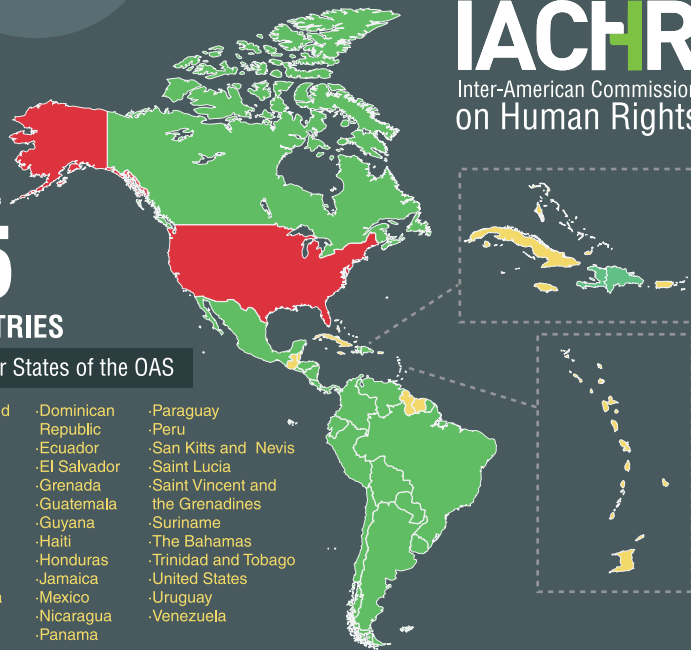 IACHR
Inter-American Commission
on Human Rights
5
TRIES
r States of the OAS
d
·Dominican
Republic
·Ecuador
·El Salvador
·Grenada
·Guatemala
·Guyana
·Haiti
·Honduras
·Jamaica
a
·Mexico
·Nicaragua
·Panama
·Paraguay
·Peru
·San Kitts and Nevis
·Saint Lucia
·Saint Vincent and
the Grenadines
·Suriname
·The Bahamas
·Trinidad and Tobago
·United States
·Uruguay
·Venezuela